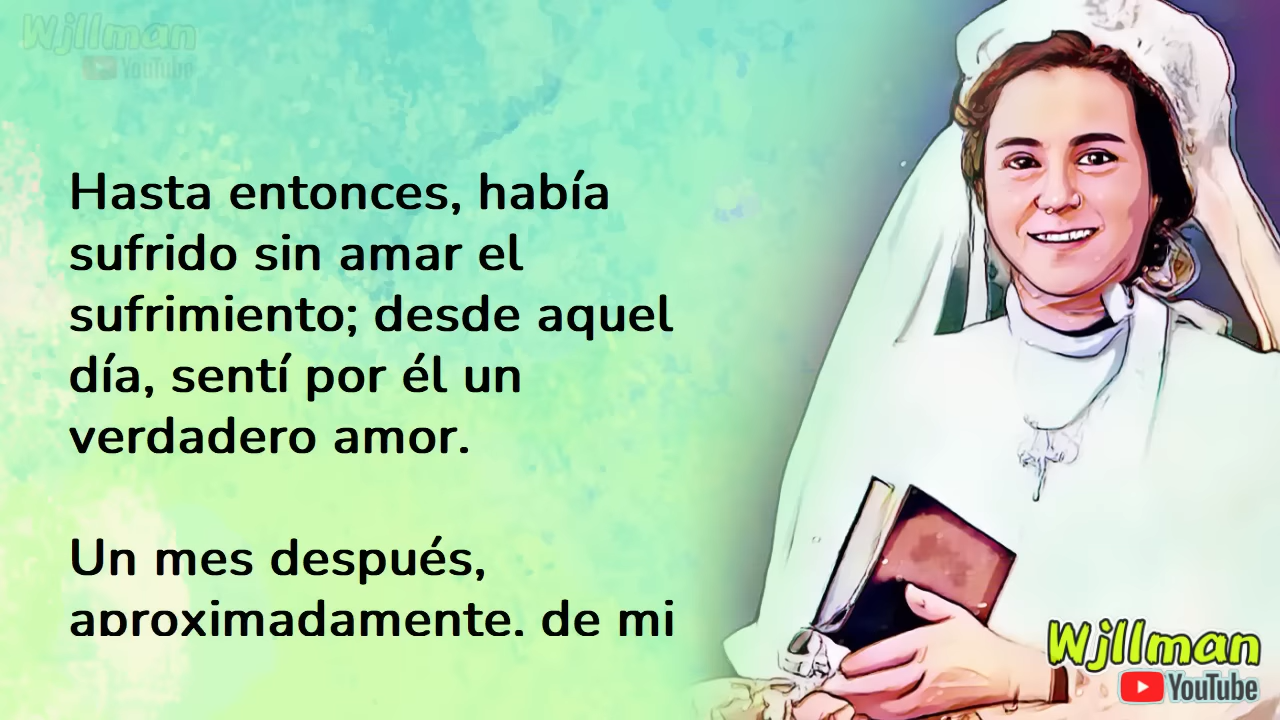 Wjllman
YouTube
Hasta entonces, había
sufrido sin amar el
sufrimiento; desde aquel
día, sentí por él un
verdadero amor.
Un mes después,
aproximadamente, de mi
Wjllman
YouTube